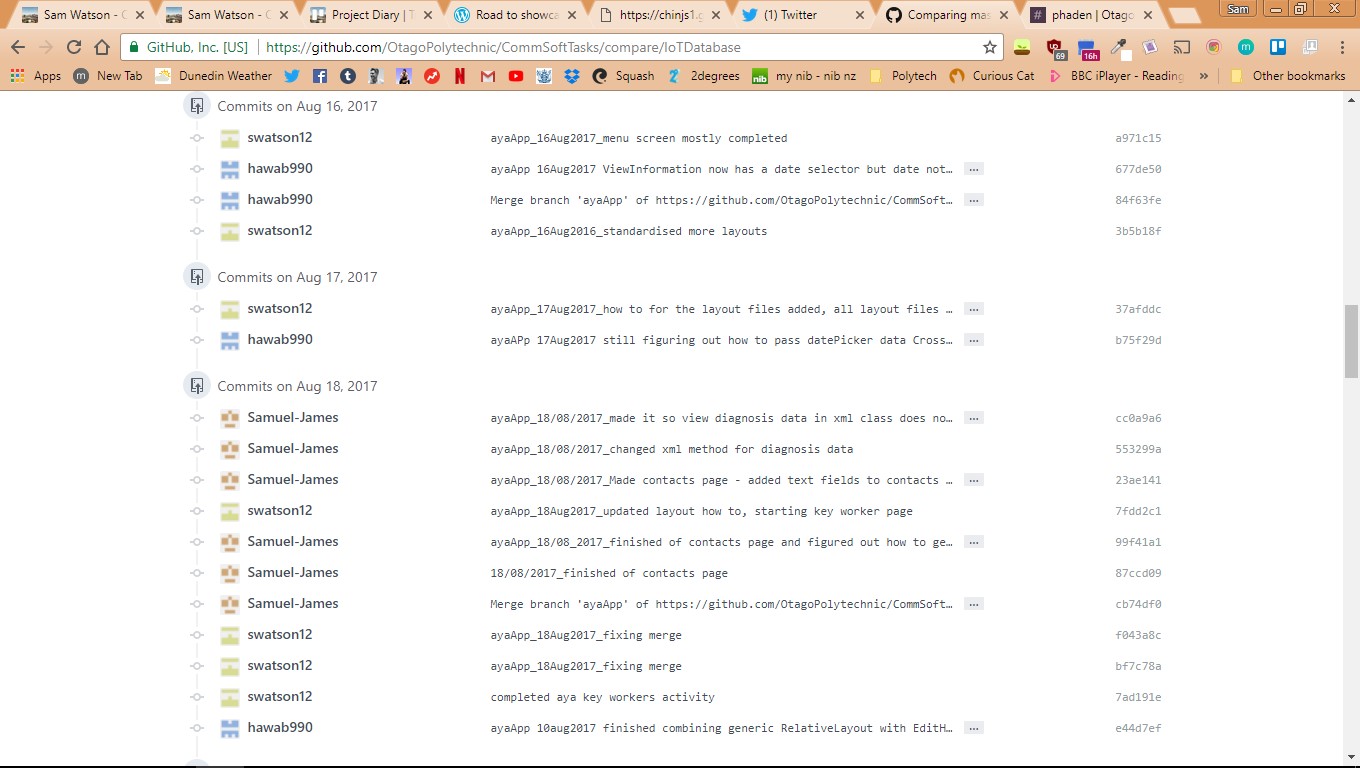 Sam Watson - C
Sam Watson - C
Project Diary | T
Road to showca
https://chinjs1.g
(1) Twitter
Comparing mas
phaden | Otago
Sam
GitHub, Inc. [US] https://github.com/OtagoPolytechnic/CommSoftTasks/compare/IoTDatabase
69 16h
Apps New Tab Dunedin Weather Squash 2degrees nib my nib - nib nz Polytech Curious Cat BBC iPlayer - Reading » Other bookmarks
Commits on Aug 16, 2017
swatson12 ayaApp_16Aug2017_menu screen mostly completed a971c15
hawab990 ayaApp 16Aug2017 ViewInformation now has a date selector but date not… … 677de50
hawab990 Merge branch 'ayaApp' of https://github.com/OtagoPolytechnic/CommSoft… … 84f63fe
swatson12 ayaApp_16Aug2016_standardised more layouts 3b5b18f
Commits on Aug 17, 2017
swatson12 ayaApp_17Aug2017_how to for the layout files added, all layout files … … 37afddc
hawab990 ayaAPp 17Aug2017 still figuring out how to pass datePicker data Cross… … b75f29d
Commits on Aug 18, 2017
Samuel-James ayaApp_18/08/2017_made it so view diagnosis data in xml class does no… … cc0a9a6
Samuel-James ayaApp_18/08/2017_changed xml method for diagnosis data 553299a
Samuel-James ayaApp_18/08/2017_Made contacts page - added text fields to contacts … … 23ae141
swatson12 ayaApp_18Aug2017_updated layout how to, starting key worker page 7fdd2c1
Samuel-James ayaApp_18/08_2017_finished of contacts page and figured out how to ge… … 99f41a1
Samuel-James 18/08/2017_finished of contacts page 87ccd09
Samuel-James Merge branch 'ayaApp' of https://github.com/OtagoPolytechnic/CommSoft… … cb74df0
swatson12 ayaApp_18Aug2017_fixing merge f043a8c
swatson12 ayaApp_18Aug2017_fixing merge bf7c78a
swatson12 completed aya key workers activity 7ad191e
hawab990 ayaApp 10aug2017 finished combining generic RelativeLayout with EditH… … e44d7ef